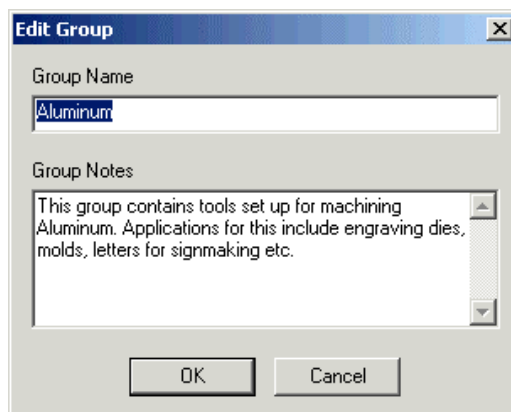 Edit Group
Group Name
Aluminum
Group Notes
This group contains tools set up for machining
Aluminum. Applications for this include engraving dies,
molds, letters for signmaking etc.
OK
Cancel